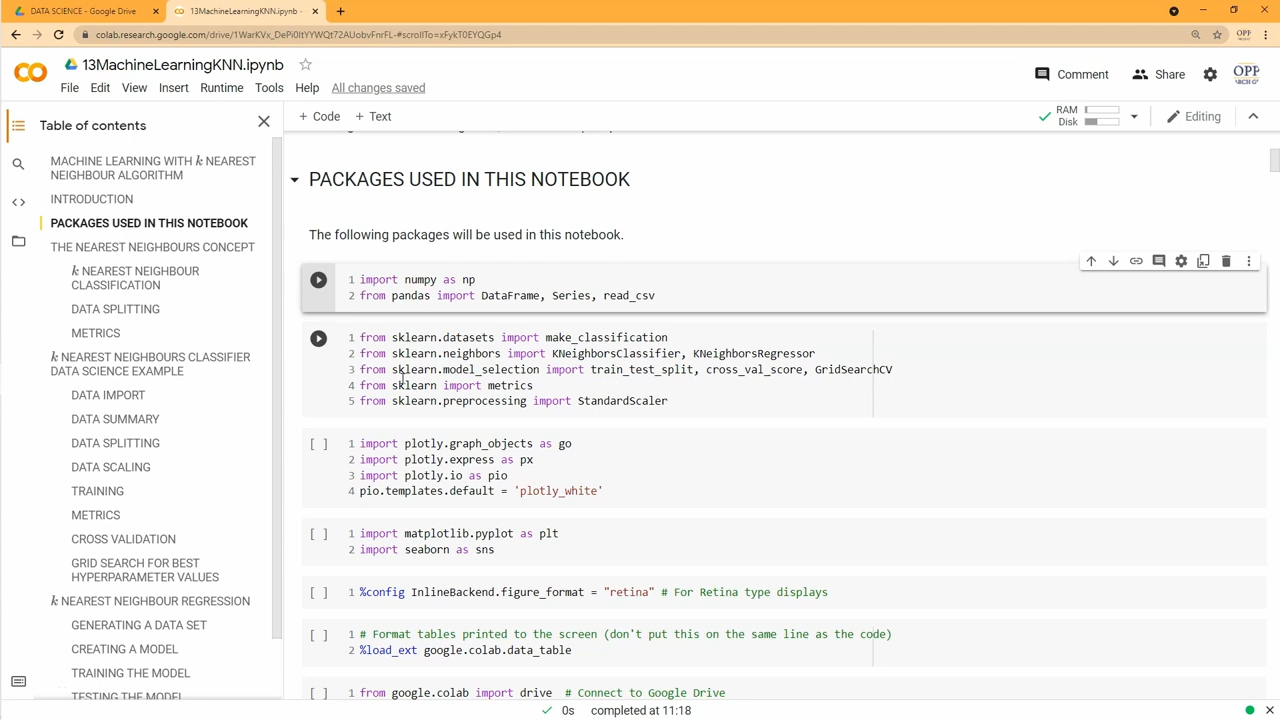 DATA SCIENCE - Google Drive
13MachineLearningKNN.ipynb -
colab.research.google.com/drive/1WarKVx_DePi0ItYYWQt72AUobvFnrFL-#scrollTo=xFykT0EYQGp4
13MachineLearningKNN.ipynb
Comment
Share
OPP
File Edit View Insert Runtime Tools Help All changes saved
Table of contents
+ Code + Text
RAM
Disk
Editing
MACHINE LEARNING WITH k NEAREST
NEIGHBOUR ALGORITHM
INTRODUCTION
PACKAGES USED IN THIS NOTEBOOK
THE NEAREST NEIGHBOURS CONCEPT
k NEAREST NEIGHBOUR
CLASSIFICATION
DATA SPLITTING
METRICS
k NEAREST NEIGHBOURS CLASSIFIER
DATA SCIENCE EXAMPLE
DATA IMPORT
DATA SUMMARY
DATA SPLITTING
DATA SCALING
TRAINING
METRICS
CROSS VALIDATION
GRID SEARCH FOR BEST
HYPERPARAMETER VALUES
k NEAREST NEIGHBOUR REGRESSION
GENERATING A DATA SET
CREATING A MODEL
TRAINING THE MODEL
TESTING THE MODEL
PACKAGES USED IN THIS NOTEBOOK
The following packages will be used in this notebook.
1 import numpy as np
2 from pandas import DataFrame, Series, read_csv
1 from sklearn.datasets import make_classification
2 from sklearn.neighbors import KNeighborsClassifier, KNeighborsRegressor
3 from sklearn.model_selection import train_test_split, cross_val_score, GridSearchCV
4 from sklearn import metrics
5 from sklearn.preprocessing import StandardScaler
[ ] 1 import plotly.graph_objects as go
2 import plotly.express as px
3 import plotly.io as pio
4 pio.templates.default = 'plotly_white'
[ ] 1 import matplotlib.pyplot as plt
2 import seaborn as sns
[ ] 1 %config InlineBackend.figure_format = "retina" # For Retina type displays
[ ] 1 # Format tables printed to the screen (don't put this on the same line as the code)
2 %load_ext google.colab.data_table
[ ] 1 from google.colab import drive # Connect to Google Drive
0s completed at 11:18